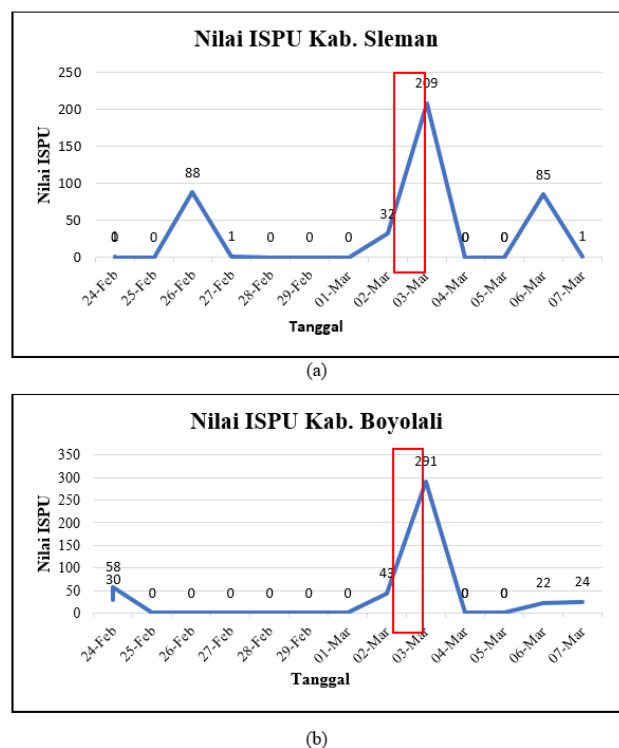 Nilai ISPU Kab. Sleman
250
200
150
100
50
0
Nilai ISPU
1 0 88 1 0 0 0 32 209 0 0 85 1
24-Feb 25-Feb 26-Feb 27-Feb 28-Feb 29-Feb 01-Mar 02-Mar 03-Mar 04-Mar 05-Mar 06-Mar 07-Mar
Tanggal
(a)
Nilai ISPU Kab. Boyolali
350
300
250
200
150
100
50
0
Nilai ISPU
58
30 0 0 0 0 0 0 43 291 0 0 22 24
24-Feb 25-Feb 26-Feb 27-Feb 28-Feb 29-Feb 01-Mar 02-Mar 03-Mar 04-Mar 05-Mar 06-Mar 07-Mar
Tanggal
(b)